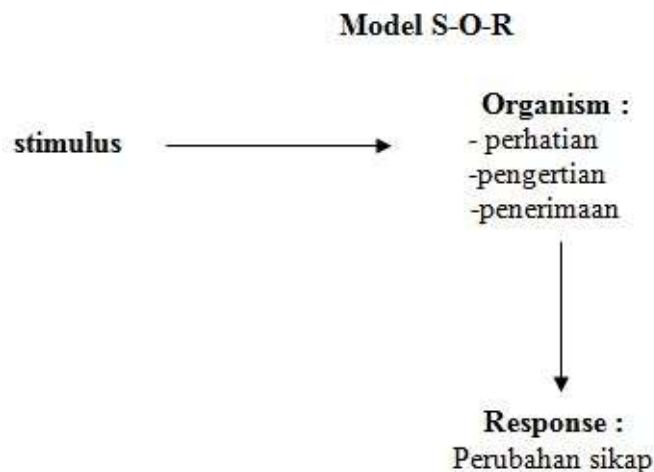 Model S-O-R
stimulus
Organism :
- perhatian
-pengertian
-penerimaan
Response :
Perubahan sikap